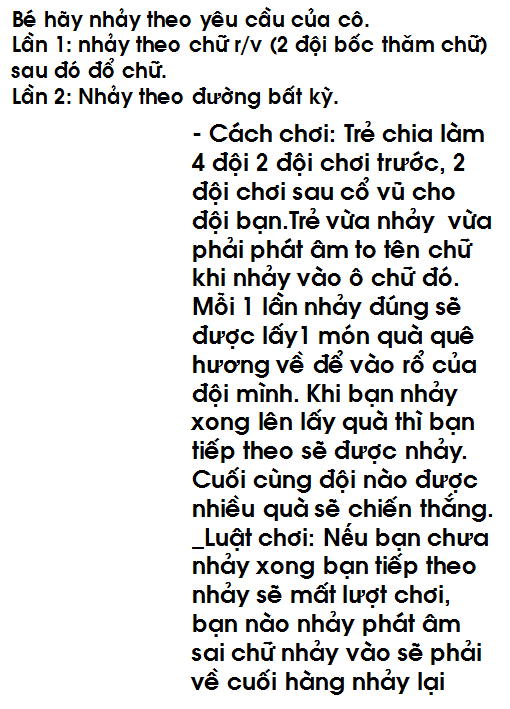 Bé hãy nhảy theo yêu cầu của cô.
Lần 1: nhảy theo chữ r/v (2 đội bốc thăm chữ)
sau đó đổ chữ.
Lần 2: Nhảy theo đường bất kỳ.
- Cách chơi: Trẻ chia làm
4 đội 2 đội chơi trước, 2
đội chơi sau cổ vũ cho
đội bạn.Trẻ vừa nhảy  vừa
phải phát âm to tên chữ
khi nhảy vào ô chữ đó.
Mỗi 1 lần nhảy đúng sẽ
được lấy1 món quà quê
hương về để vào rổ của
đội mình. Khi bạn nhảy
xong lên lấy quà thì bạn
tiếp theo sẽ được nhảy.
Cuối cùng đội nào được
nhiều quà sẽ chiến thắng.
_Luật chơi: Nếu bạn chưa
nhảy xong bạn tiếp theo
nhảy sẽ mất lượt chơi,
bạn nào nhảy phát âm
sai chữ nhảy vào sẽ phải
về cuối hàng nhảy lại